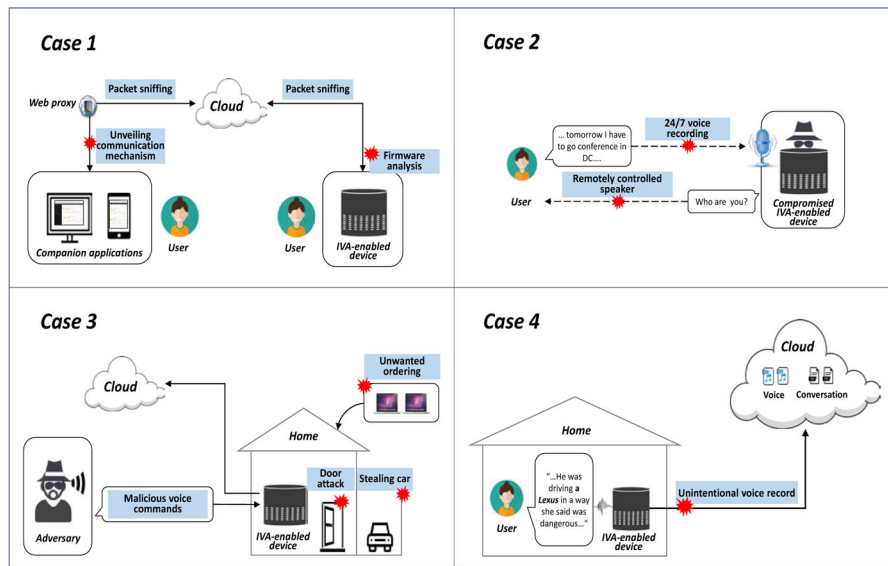 Case 1
Packet sniffing
Packet sniffing
Web proxy
Cloud
Unveiling
communication
mechanism
Firmware
analysis
User
User
Companion applications
IVA-enabled
device
Case 2
... tomorrow I have
to go conference in
DC....
24/7 voice
recording
Remotely controlled
speaker
User
Who are you?
Compromised
IVA-enabled
device
Case 3
Unwanted
ordering
Cloud
Home
Door
attack
Stealing car
Malicious voice
commands
Adversary
IVA-enabled
device
Case 4
Cloud
Voice
Conversation
Home
"...He was
driving a
Lexus in a way
she said was
dangerous..."
Unintentional voice record
User
IVA-enabled
device